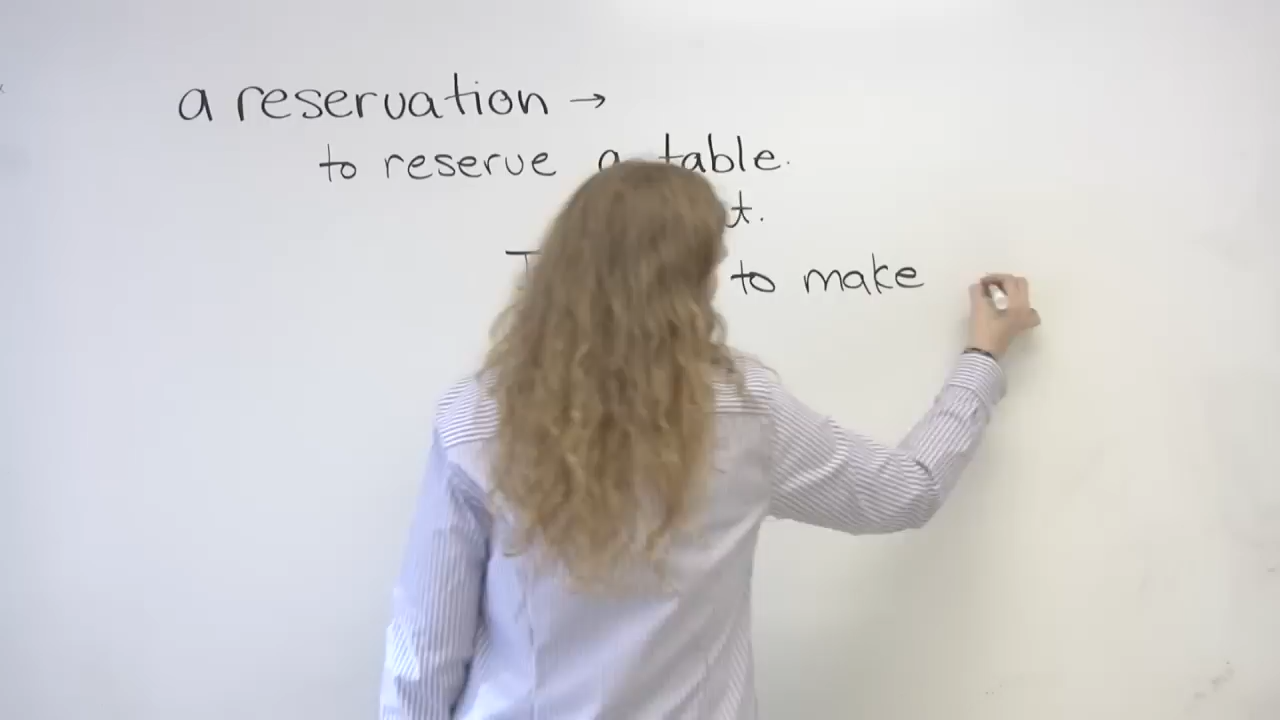 a reservation →
to reserve a table.
to make